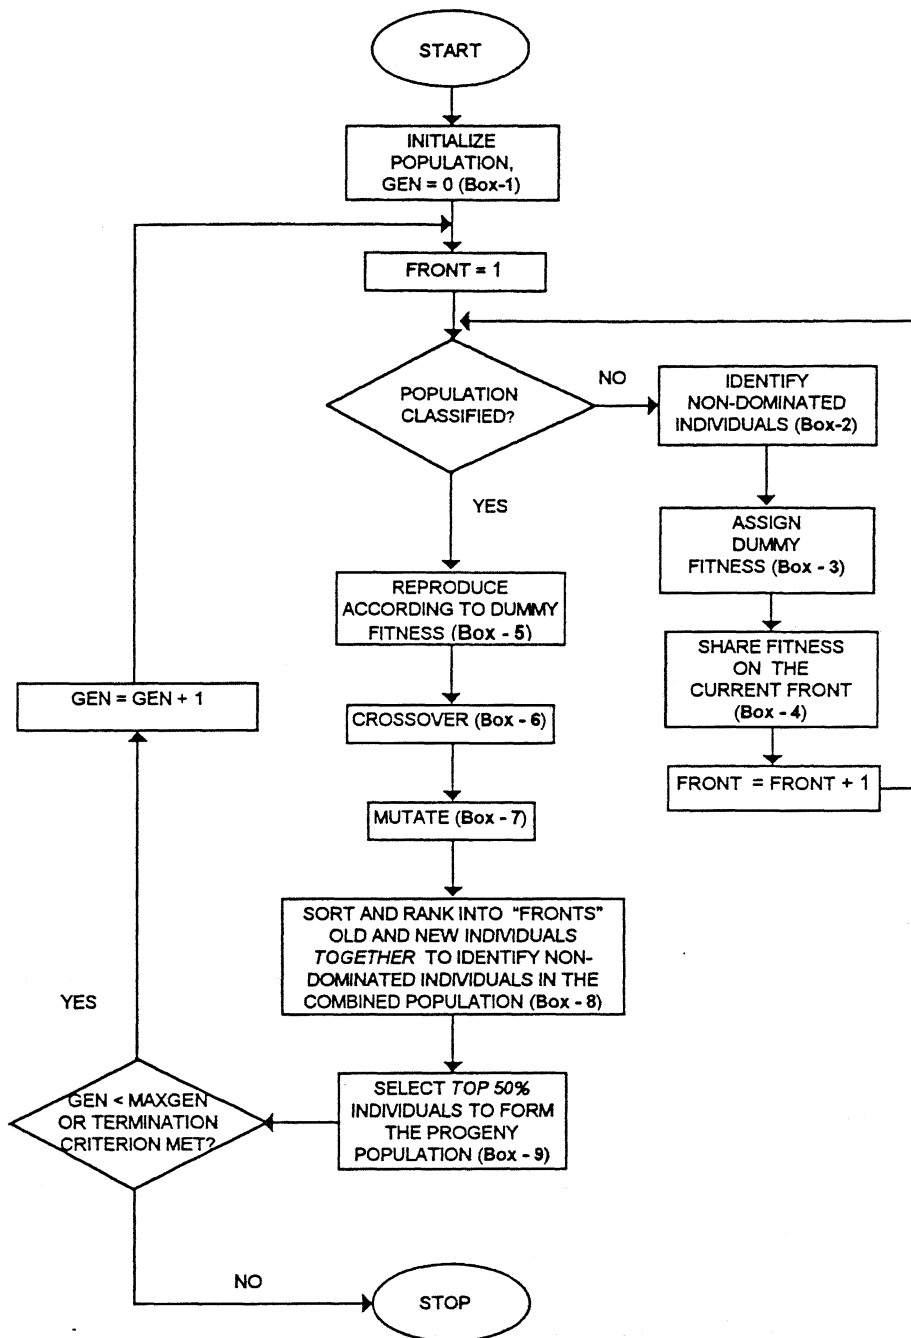 START
INITIALIZE
POPULATION,
GEN = 0 (Box-1)
FRONT = 1
POPULATION
CLASSIFIED?
NO
IDENTIFY
NON-DOMINATED
INDIVIDUALS (Box-2)
ASSIGN
DUMMY
FITNESS (Box - 3)
SHARE FITNESS
ON THE
CURRENT FRONT
(Box - 4)
FRONT = FRONT + 1
YES
REPRODUCE
ACCORDING TO DUMMY
FITNESS (Box - 5)
CROSSOVER (Box - 6)
MUTATE (Box - 7)
SORT AND RANK INTO "FRONTS"
OLD AND NEW INDIVIDUALS
TOGETHER TO IDENTIFY NON-
DOMINATED INDIVIDUALS IN THE
COMBINED POPULATION (Box - 8)
SELECT TOP 50%
INDIVIDUALS TO FORM
THE PROGENY
POPULATION (Box - 9)
GEN < MAXGEN
OR TERMINATION
CRITERION MET?
YES
GEN = GEN + 1
NO
STOP